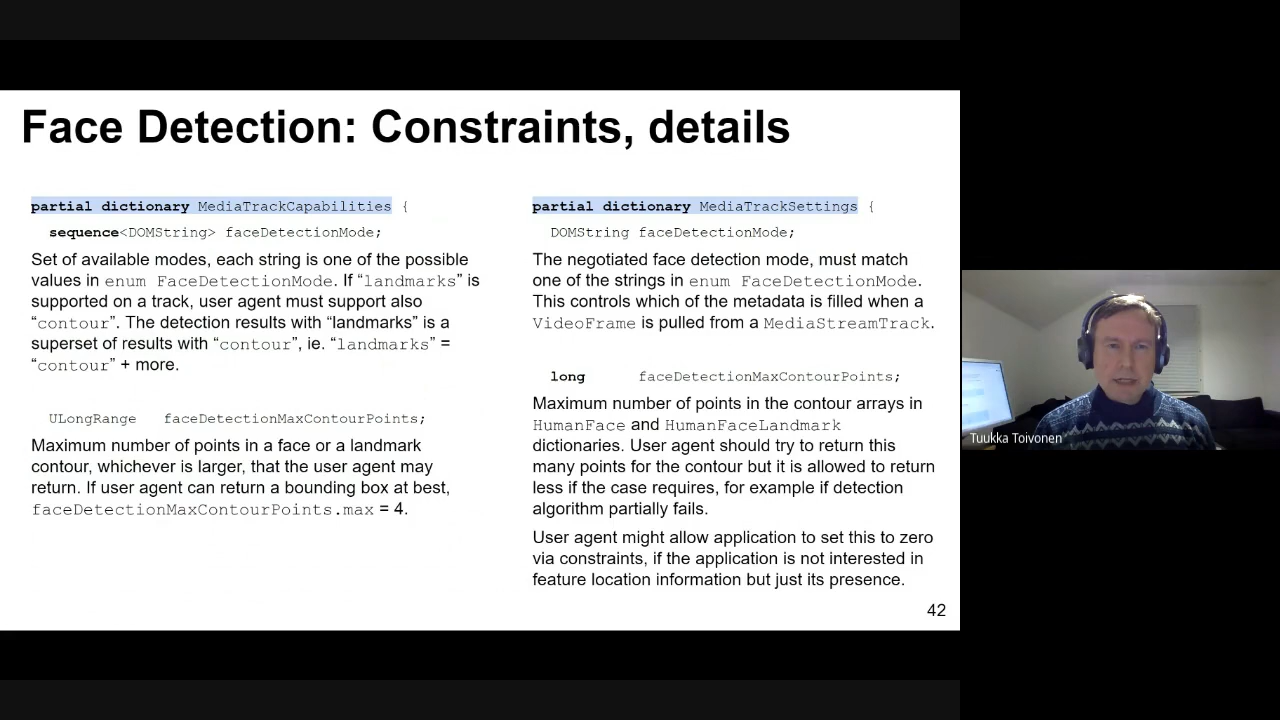 Face Detection: Constraints, details
partial dictionary MediaTrackCapabilities {
sequence<DOMString> faceDetectionMode;
Set of available modes, each string is one of the possible
values in enum FaceDetectionMode. If “landmarks” is
supported on a track, user agent must support also
“contour”. The detection results with “landmarks” is a
superset of results with “contour”, ie. “landmarks” =
“contour” + more.
ULongRange faceDetectionMaxContourPoints;
Maximum number of points in a face or a landmark
contour, whichever is larger, that the user agent may
return. If user agent can return a bounding box at best,
faceDetectionMaxContourPoints.max = 4.
partial dictionary MediaTrackSettings {
DOMString faceDetectionMode;
The negotiated face detection mode, must match
one of the strings in enum FaceDetectionMode.
This controls which of the metadata is filled when a
VideoFrame is pulled from a MediaStreamTrack.
long faceDetectionMaxContourPoints;
Maximum number of points in the contour arrays in
HumanFace and HumanFaceLandmark
dictionaries. User agent should try to return this
many points for the contour but it is allowed to return
less if the case requires, for example if detection
algorithm partially fails.
User agent might allow application to set this to zero
via constraints, if the application is not interested in
feature location information but just its presence.
42
Tuukka Toivonen